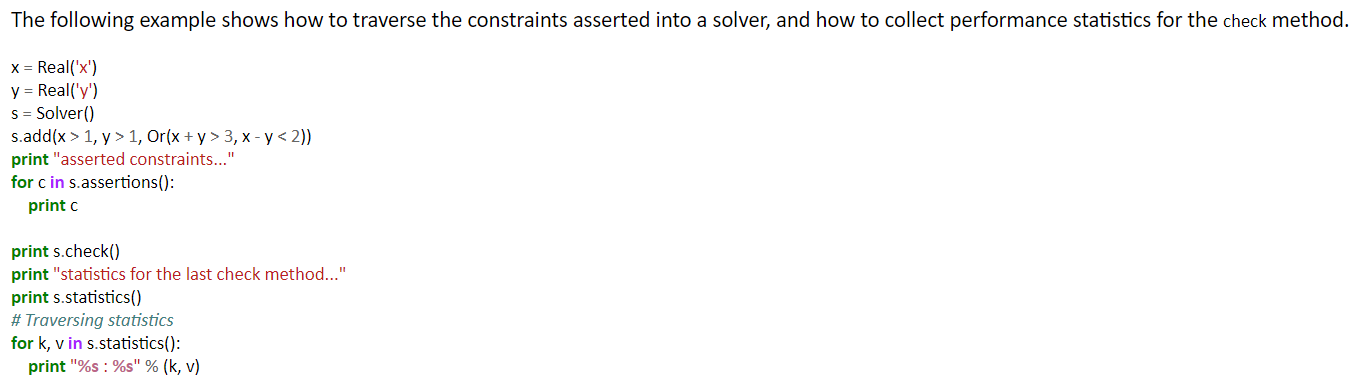 The following example shows how to traverse the constraints asserted into a solver, and how to collect performance statistics for the check method.
x = Real('x')
y = Real('y')
s = Solver()
s.add(x > 1, y > 1, Or(x + y > 3, x - y < 2))
print "asserted constraints..."
for c in s.assertions():
    print c
print s.check()
print "statistics for the last check method..."
print s.statistics()
# Traversing statistics
for k, v in s.statistics():
    print "%s : %s" % (k, v)